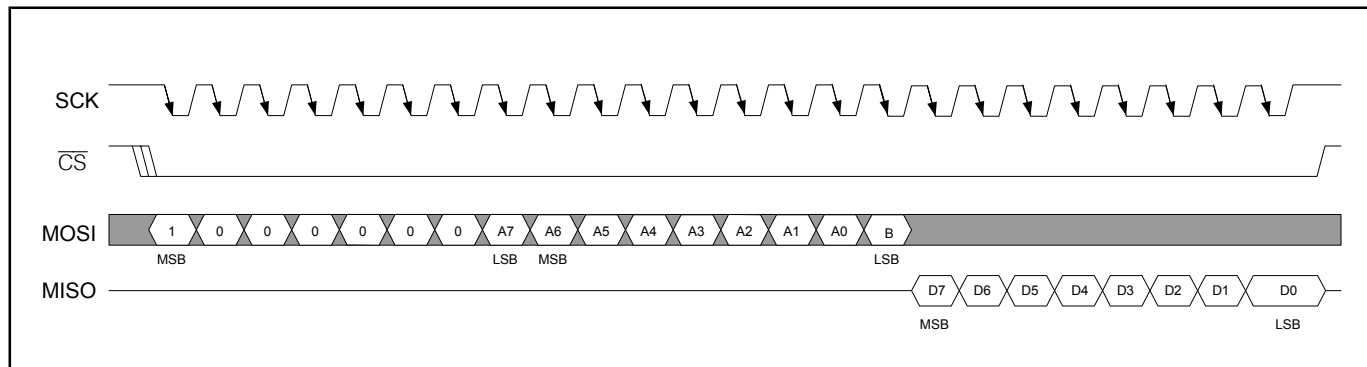 SCK
CS
MOSI 1 0 0 0 0 0 0 A7 A6 A5 A4 A3 A2 A1 A0 B
MSB LSB MSB LSB
MISO D7 D6 D5 D4 D3 D2 D1 D0
MSB LSB